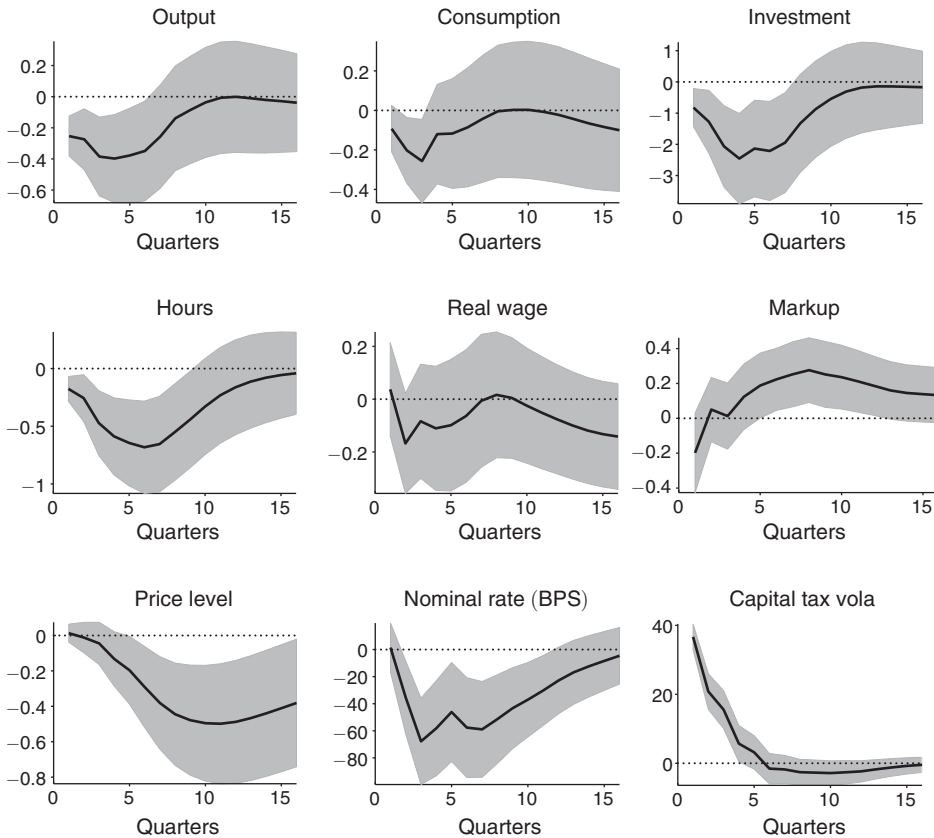 Output Consumption Investment
0.2
0
−0.2
−0.4
−0.6
0 5 10 15
Quarters
0.2
0
−0.2
−0.4
0 5 10 15
Quarters
1
0
−1
−2
−3
0 5 10 15
Quarters
Hours Real wage Markup
0
−0.5
−1
0 5 10 15
Quarters
0.2
0
−0.2
0 5 10 15
Quarters
0.4
0.2
0
−0.2
−0.4
0 5 10 15
Quarters
Price level Nominal rate (BPS) Capital tax vola
0
−0.2
−0.4
−0.6
−0.8
0 5 10 15
Quarters
0
−20
−40
−60
−80
0 5 10 15
Quarters
40
20
0
0 5 10 15
Quarters